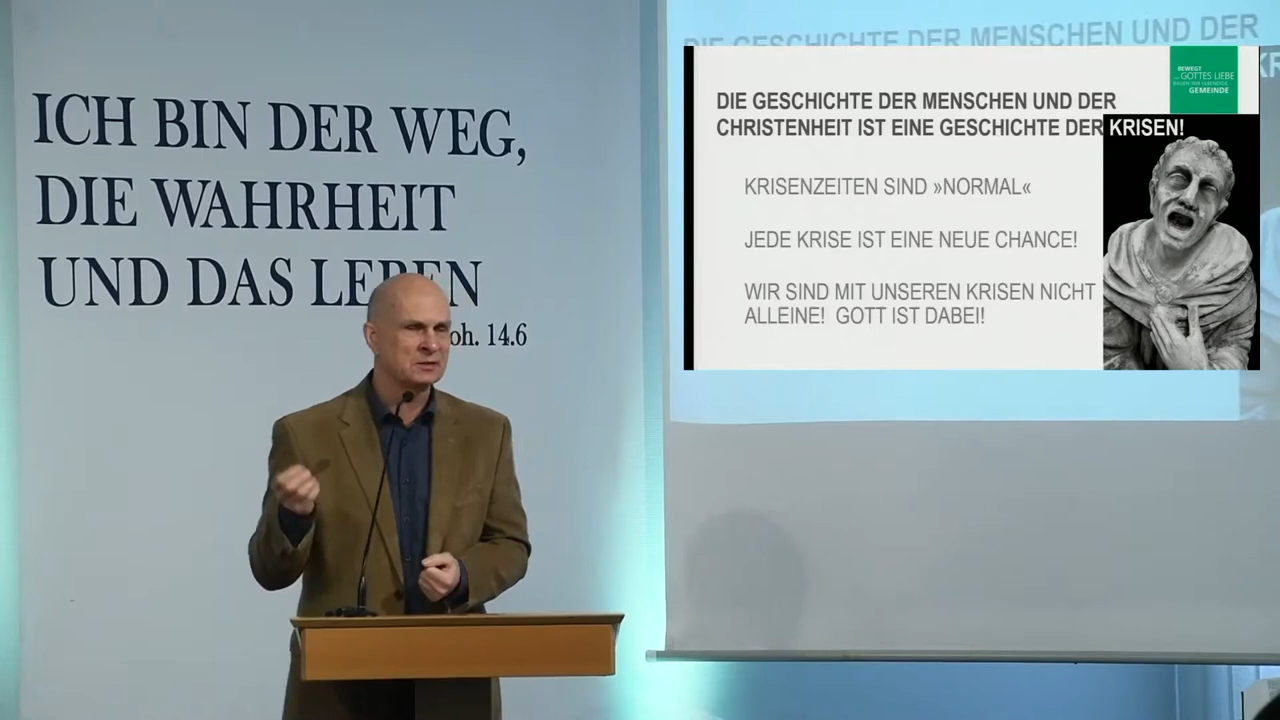 ICH BIN DER WEG,
DIE WAHRHEIT
UND DAS LEBEN
oh. 14.6
DIE GESCHICHTE DER MENSCHEN UND DER
BEWEGT
GOTTES LIEBE
GEMEINDE
DIE GESCHICHTE DER MENSCHEN UND DER
CHRISTENHEIT IST EINE GESCHICHTE DER KRISEN!
KRISENZEITEN SIND »NORMAL«
JEDE KRISE IST EINE NEUE CHANCE!
WIR SIND MIT UNSEREN KRISEN NICHT
ALLEINE! GOTT IST DABEI!